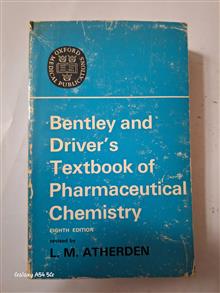 OXFORD
MEDICAL PUBLICATIONS
Bentley and
Driver's
Textbook of
Pharmaceutical
Chemistry
EIGHTH EDITION
revised by
L. M. ATHERDEN
Galaxy A54 5G